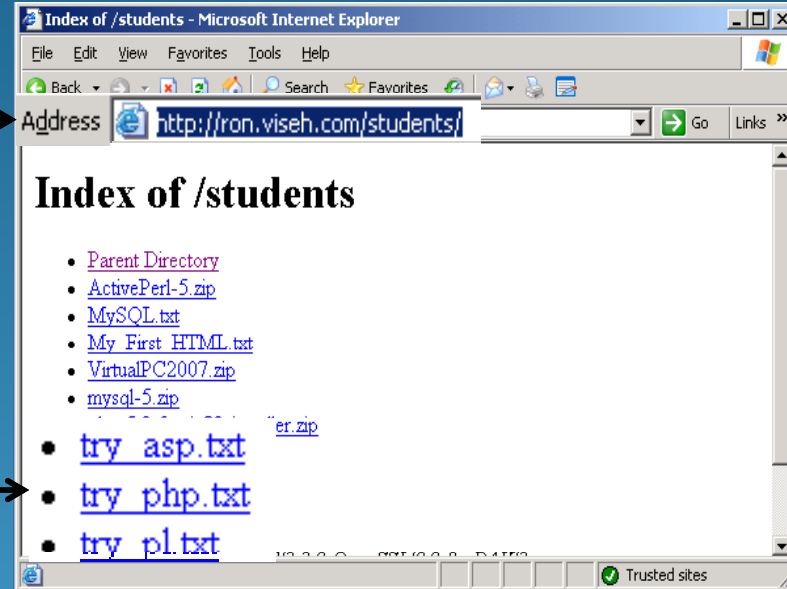 Index of /students - Microsoft Internet Explorer
File Edit View Favorites Tools Help
Back Search Favorites
Address http://ron.viseh.com/students/ Go Links »
Index of /students
Parent Directory
ActivePerl-5.zip
MySQL.txt
My_First_HTML.txt
VirtualPC2007.zip
mysql-5.zip
er.zip
try_asp.txt
try_php.txt
try_pl.txt
Trusted sites